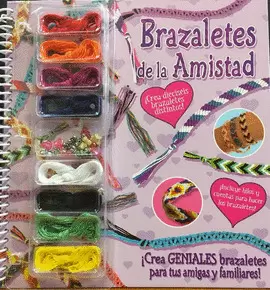 Brazaletes
de la Amistad
¡Crea dieciséis
brazaletes
distintos!
¡Incluye hilos y
cuentas para hacer
los brazaletes!
¡Crea GENIALES brazaletes
para tus amigas y familiares!